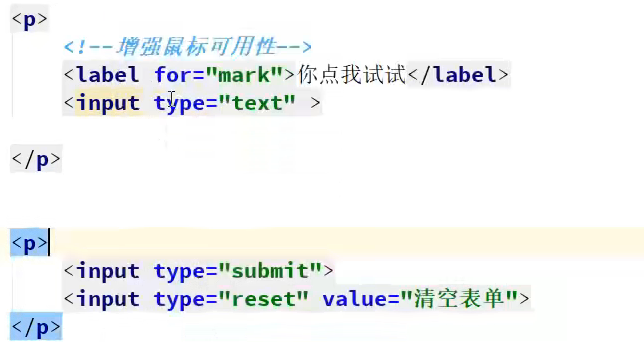 <p>
<!--增强鼠标可用性-->
<label for="mark">你点我试试</label>
<input type="text" >
</p>
<p>
<input type="submit">
<input type="reset" value="清空表单">
</p>